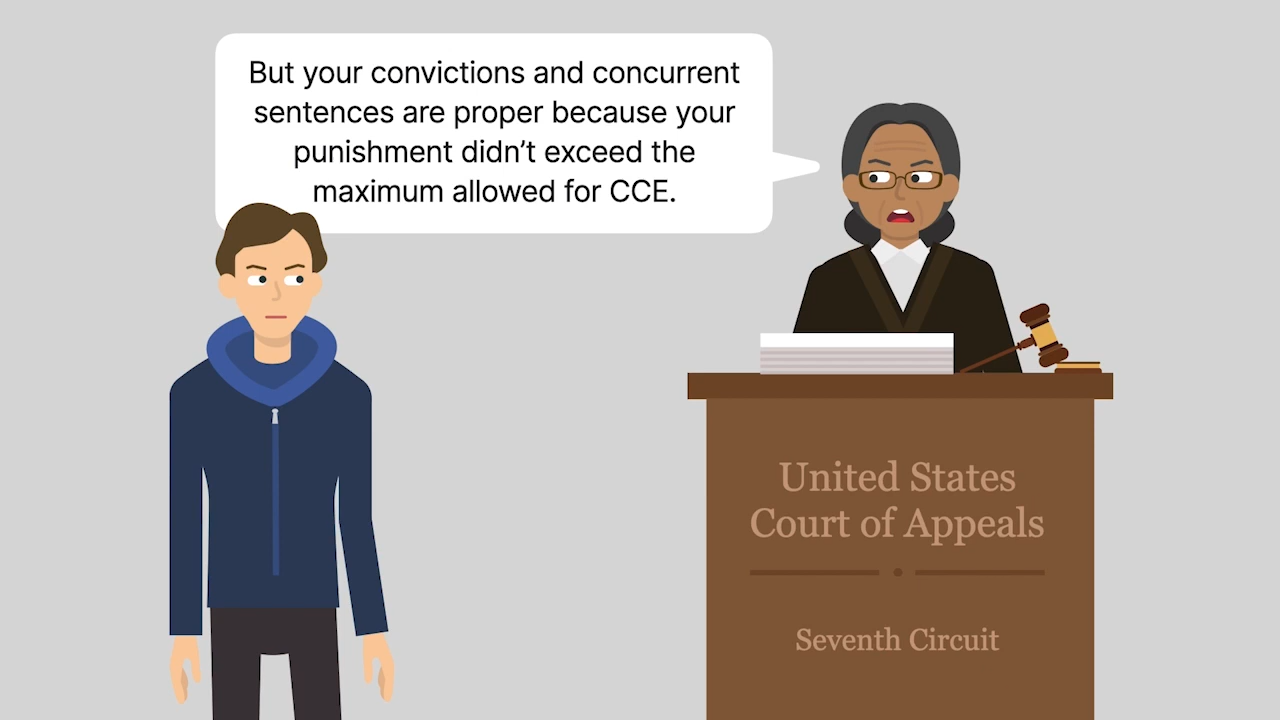 But your convictions and concurrent
sentences are proper because your
punishment didn’t exceed the
maximum allowed for CCE.
United States
Court of Appeals
Seventh Circuit